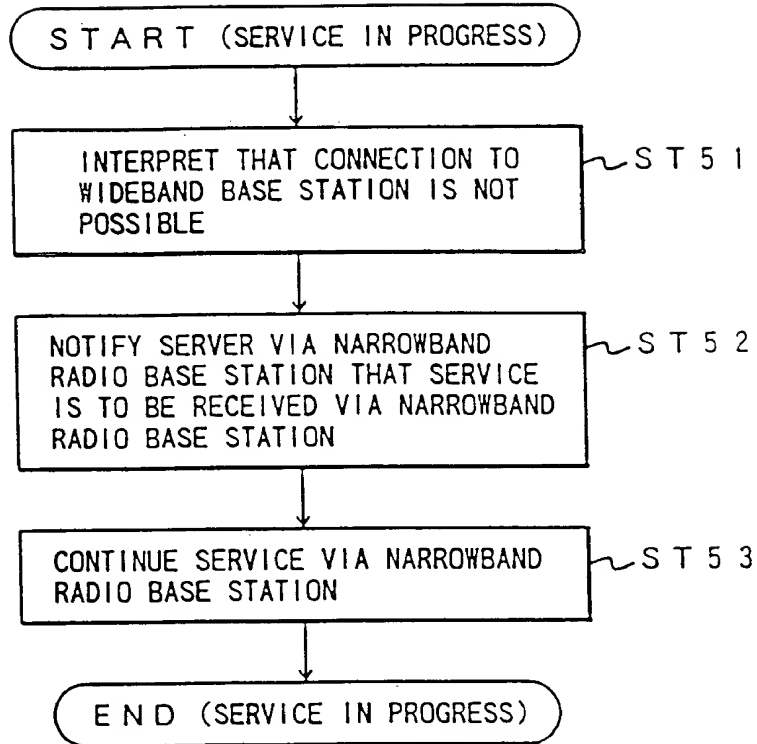 START (SERVICE IN PROGRESS)
INTERPRET THAT CONNECTION TO
WIDEBAND BASE STATION IS NOT
POSSIBLE
ST51
NOTIFY SERVER VIA NARROWBAND
RADIO BASE STATION THAT SERVICE
IS TO BE RECEIVED VIA NARROWBAND
RADIO BASE STATION
ST52
CONTINUE SERVICE VIA NARROWBAND
RADIO BASE STATION
ST53
END (SERVICE IN PROGRESS)